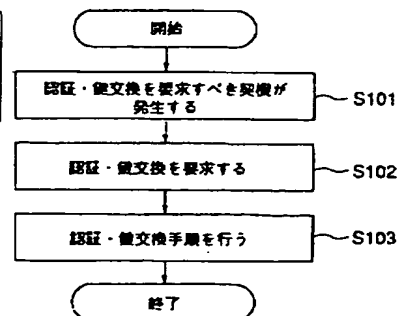 開始
認証・鍵交換を要求すべき契機が
発生する
S101
認証・鍵交換を要求する
S102
認証・鍵交換手順を行う
S103
終了